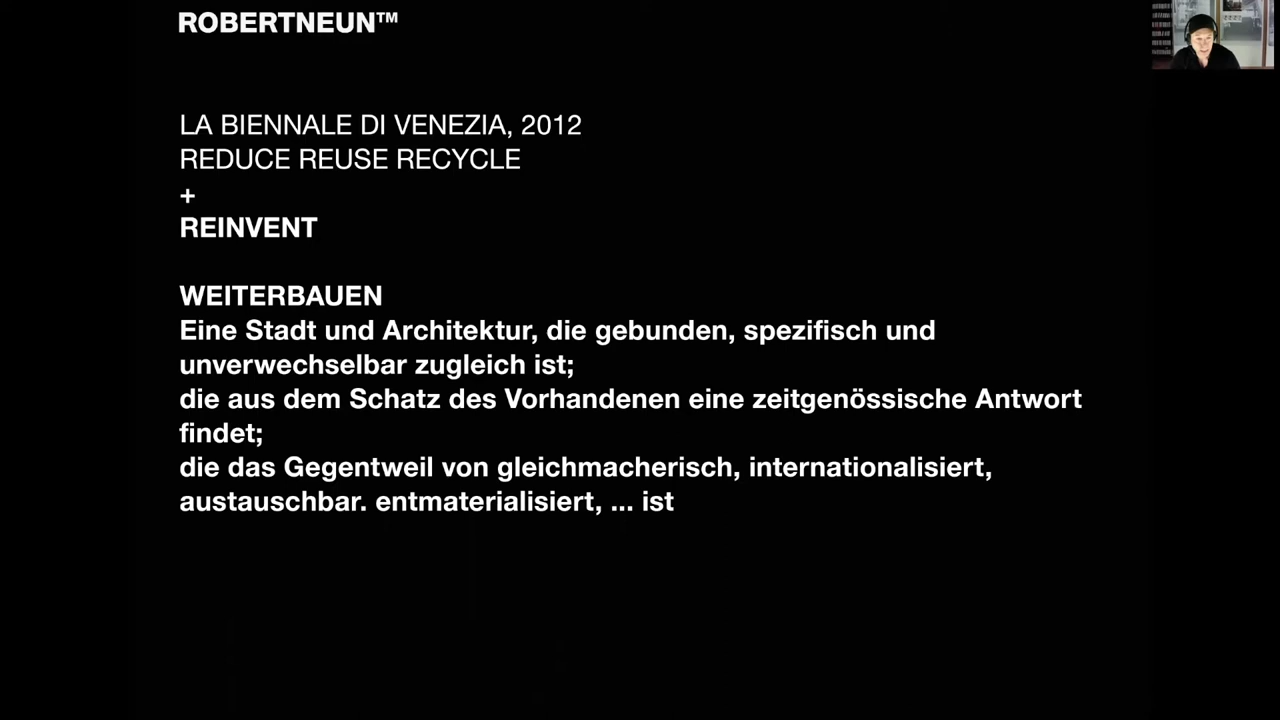 ROBERTNEUN™
LA BIENNALE DI VENEZIA, 2012
REDUCE REUSE RECYCLE
+
REINVENT
WEITERBAUEN
Eine Stadt und Architektur, die gebunden, spezifisch und
unverwechselbar zugleich ist;
die aus dem Schatz des Vorhandenen eine zeitgenössische Antwort
findet;
die das Gegentweil von gleichmacherisch, internationalisiert,
austauschbar. entmaterialisiert, ... ist